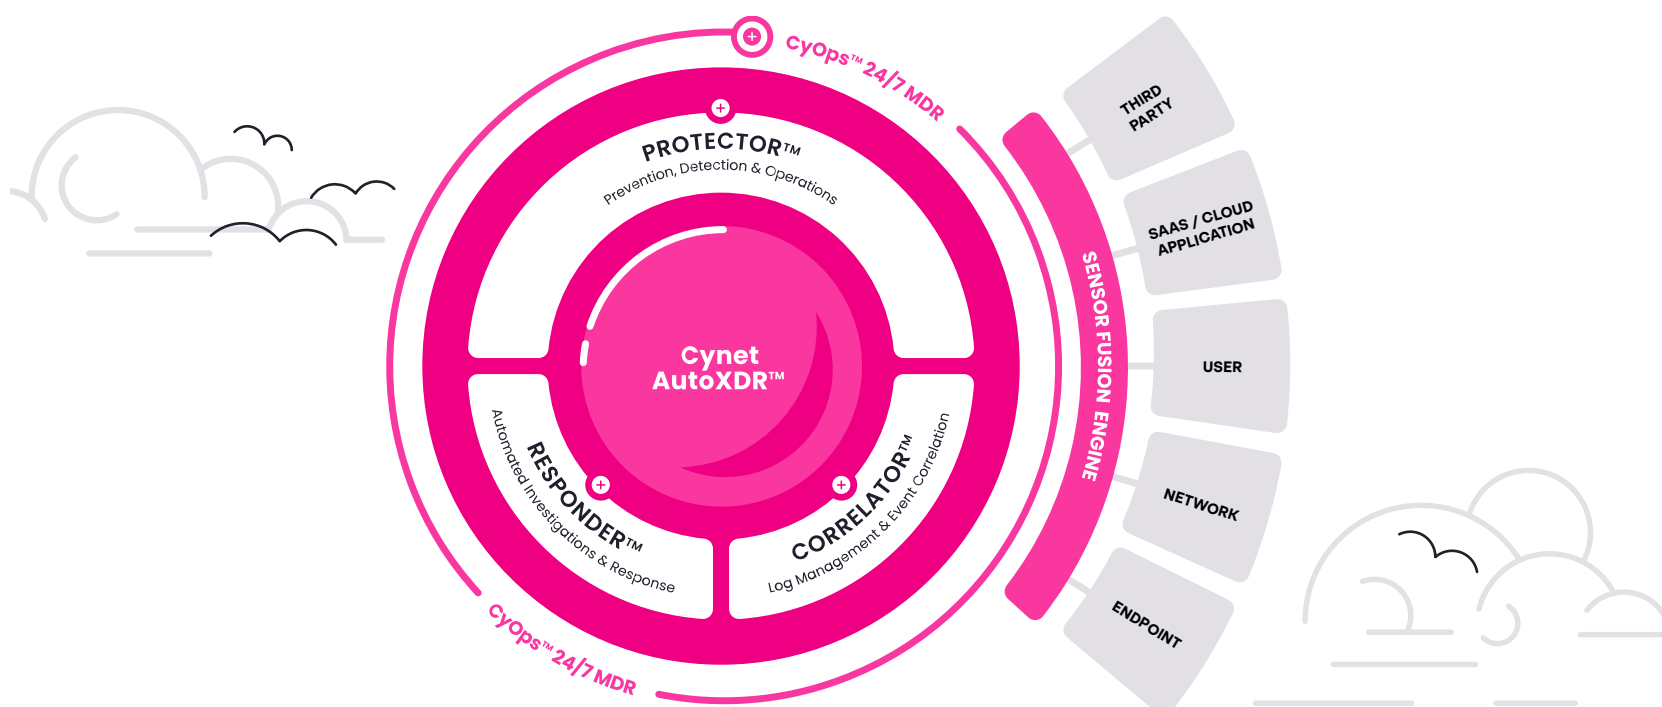 CyOps™ 24/7 MDR
PROTECTOR™
Prevention, Detection & Operations
Cynet
AutoXDR™
RESPONDER™
Automated Investigations & Response
CORRELATOR™
Log Management & Event Correlation
CyOps™ 24/7 MDR
SENSOR FUSION ENGINE
THIRD
PARTY
SAAS / CLOUD
APPLICATION
USER
NETWORK
ENDPOINT